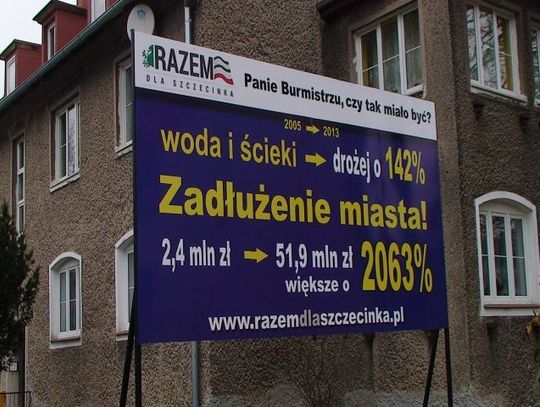 RAZEM
DLA SZCZECINKA
Panie Burmistrzu, czy tak miało być?
2005 → 2013
woda i ścieki → drożej o 142%
Zadłużenie miasta!
2,4 mln zł → 51,9 mln zł
większe o 2063%
www.razemdlaszczecinka.pl